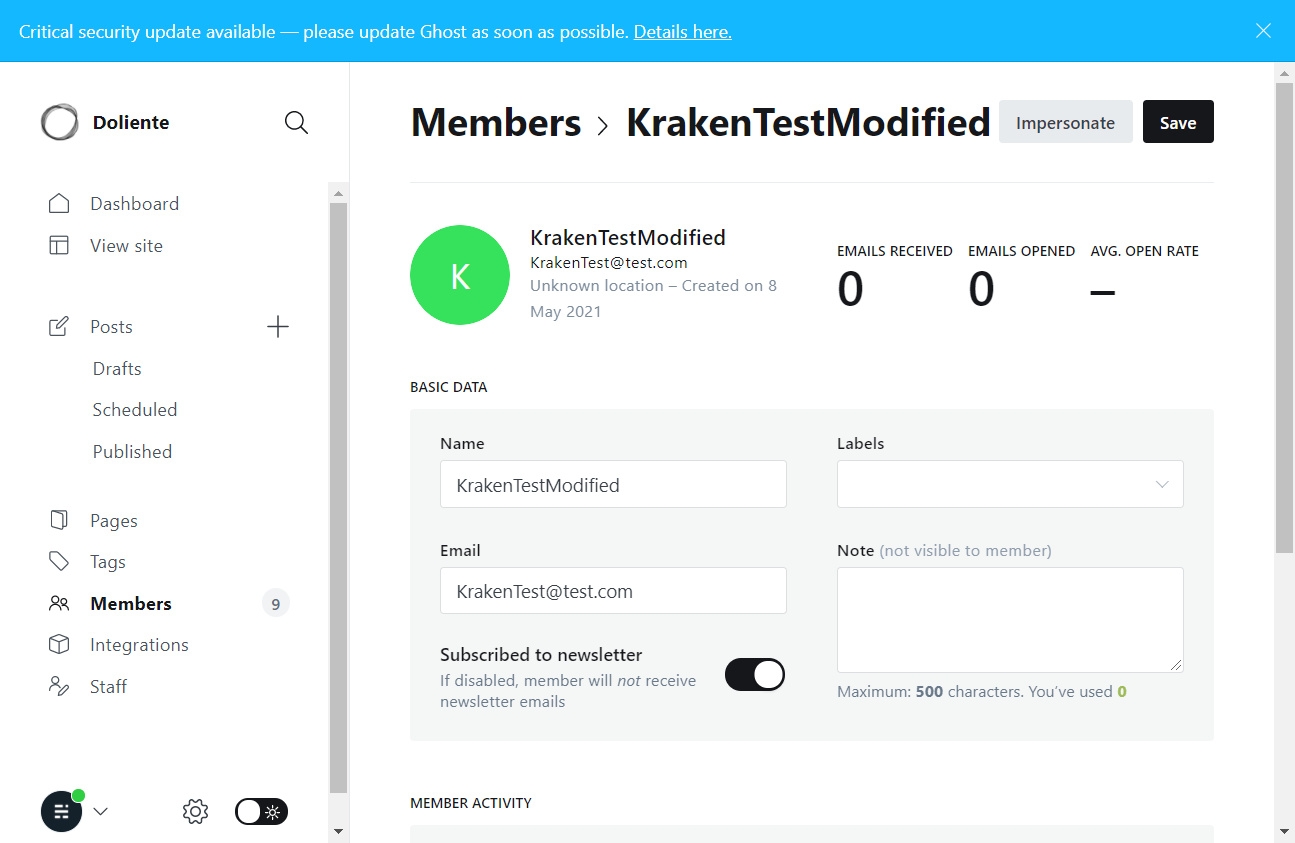 Critical security update available — please update Ghost as soon as possible. Details here.
Doliente
Dashboard
View site
Posts
Drafts
Scheduled
Published
Pages
Tags
Members 9
Integrations
Staff
Members > KrakenTestModified
Impersonate
Save
K
KrakenTestModified
KrakenTest@test.com
Unknown location – Created on 8
May 2021
EMAILS RECEIVED
0
EMAILS OPENED
0
AVG. OPEN RATE
–
BASIC DATA
Name
KrakenTestModified
Email
KrakenTest@test.com
Subscribed to newsletter
If disabled, member will not receive
newsletter emails
Labels
Note (not visible to member)
Maximum: 500 characters. You’ve used 0
MEMBER ACTIVITY